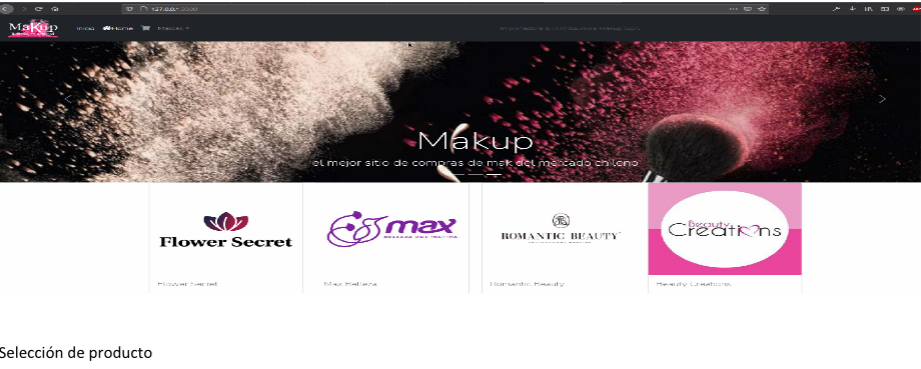 127.0.0.1:8000
Makup
Inicio Home Marcas
Makup
el mejor sitio de compras de mak del mercado chileno
Flower Secret
max
ROMANTIC BEAUTY
Beauty
Creations
Flower Secret
Max Belleza
Romantic Beauty
Beauty Creations
Selección de producto